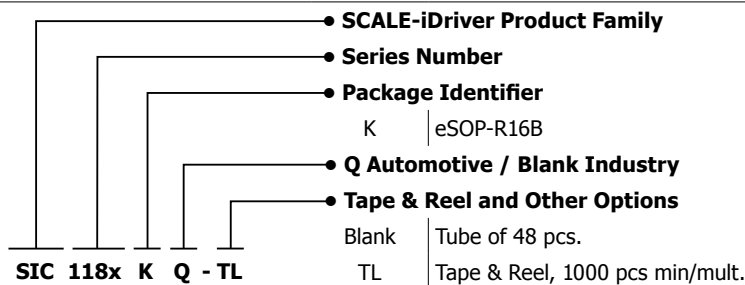 SCALE-iDriver Product Family
Series Number
Package Identifier
K eSOP-R16B
Q Automotive / Blank Industry
Tape & Reel and Other Options
Blank Tube of 48 pcs.
TL Tape & Reel, 1000 pcs min/mult.
SIC 118x K Q - TL